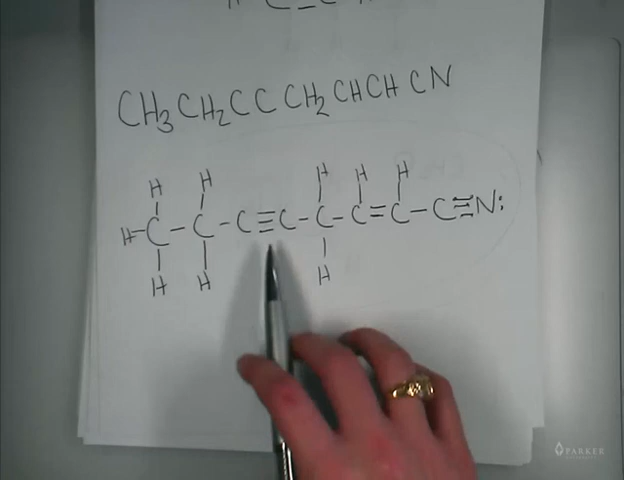 CH₃CH₂CCCH₂CHCHCN
H H H H H
H-C-C-C≡C-C-C=C-C≡N:
H H H
PARKER